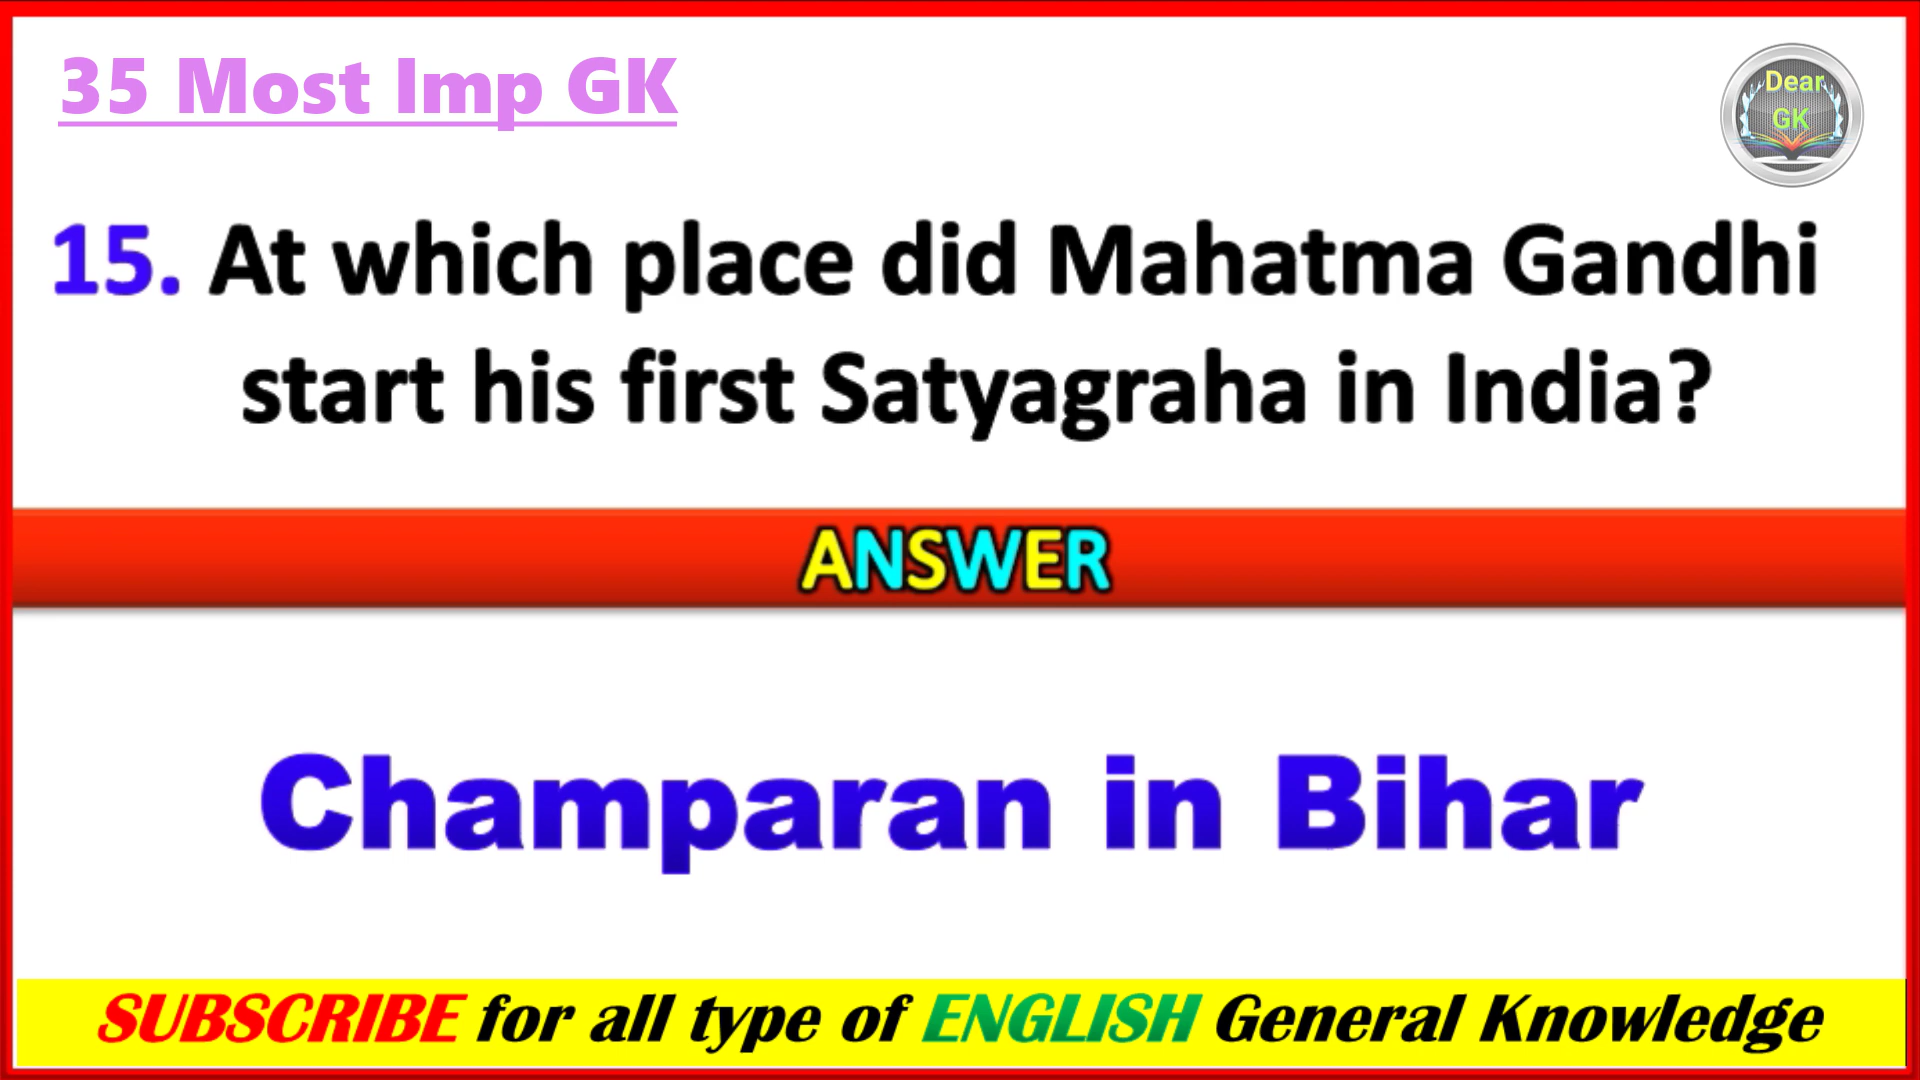 35 Most Imp GK
Dear
GK
15. At which place did Mahatma Gandhi
start his first Satyagraha in India?
ANSWER
Champaran in Bihar
SUBSCRIBE for all type of ENGLISH General Knowledge